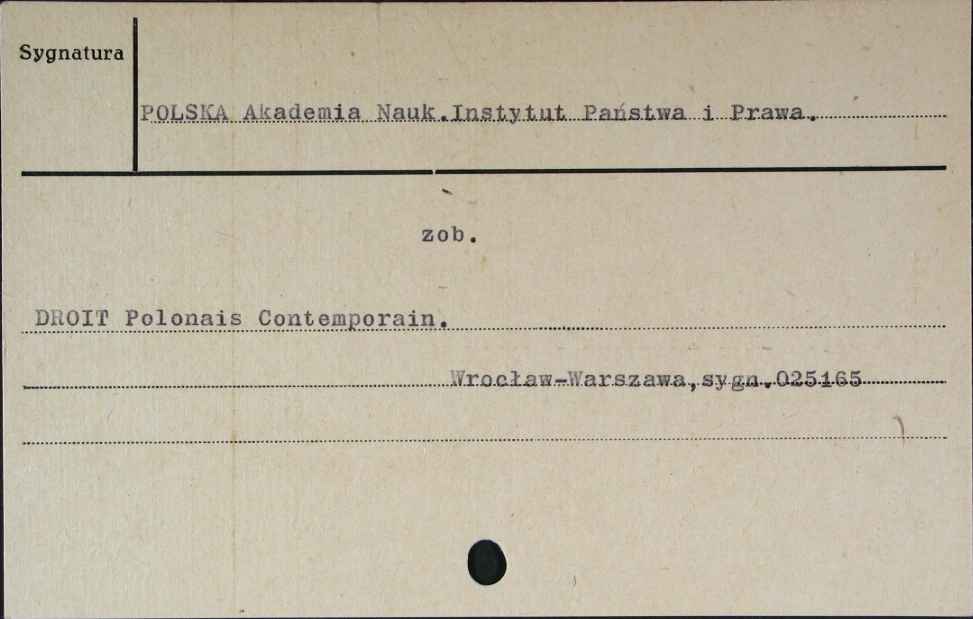 Sygnatura
POLSKA Akademia Nauk.Instytut Państwa i Prawa.
zob.
DROIT Polonais Contemporain.
Wrocław-Warszawa,sygn.025165